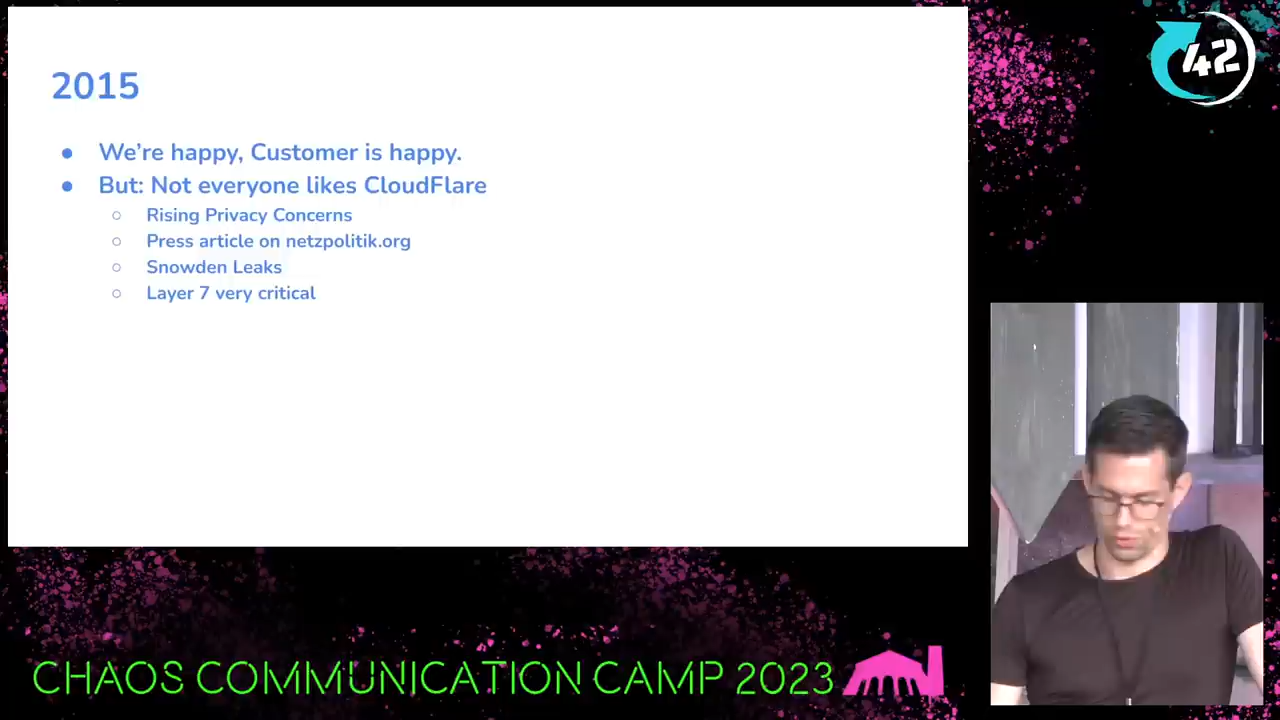 2015
● We’re happy, Customer is happy.
● But: Not everyone likes CloudFlare
○ Rising Privacy Concerns
○ Press article on netzpolitik.org
○ Snowden Leaks
○ Layer 7 very critical
42
CHAOS COMMUNICATION CAMP 2023